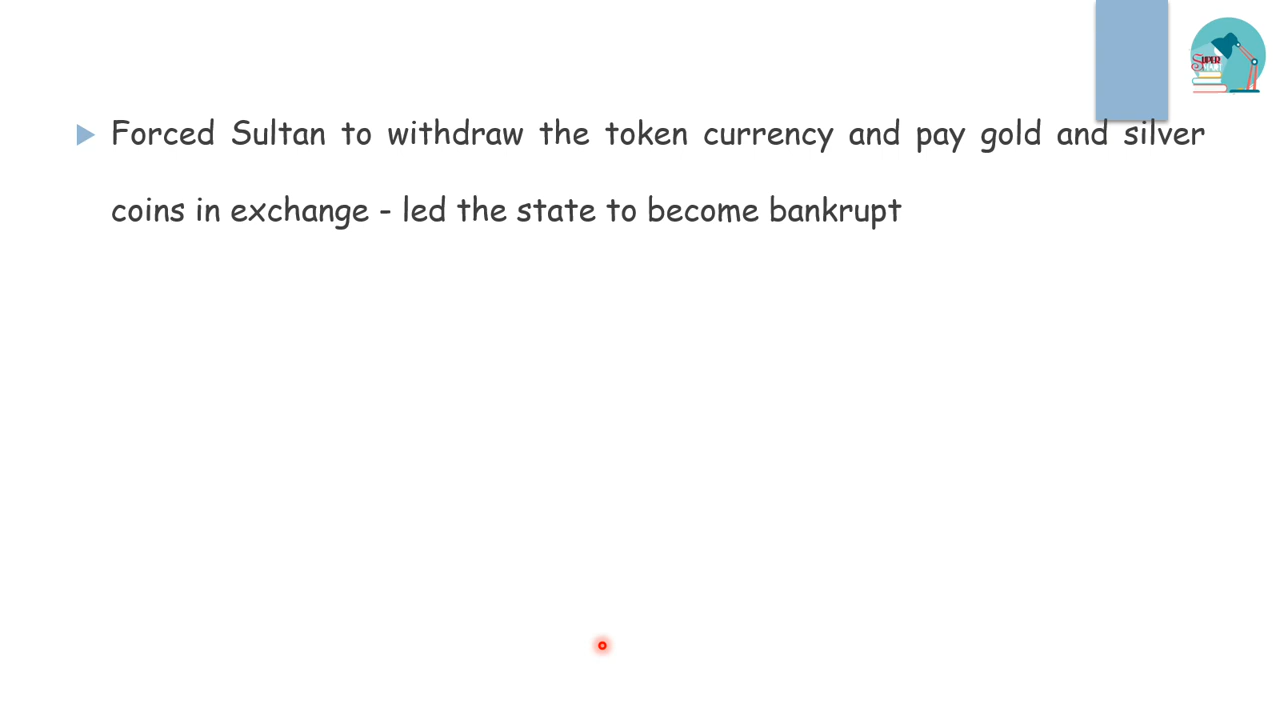 Forced Sultan to withdraw the token currency and pay gold and silver
coins in exchange - led the state to become bankrupt
SUPER